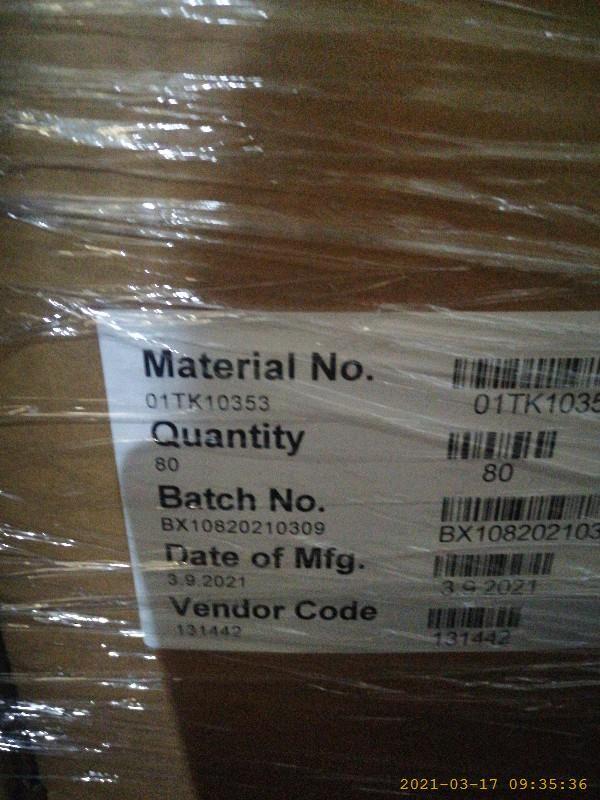 Material No.
01TK10353
01TK1035
Quantity
80
80
Batch No.
BX10820210309
BX108202103
Date of Mfg.
3.9.2021
3.9.2021
Vendor Code
131442
131442
2021-03-17 09:35:36